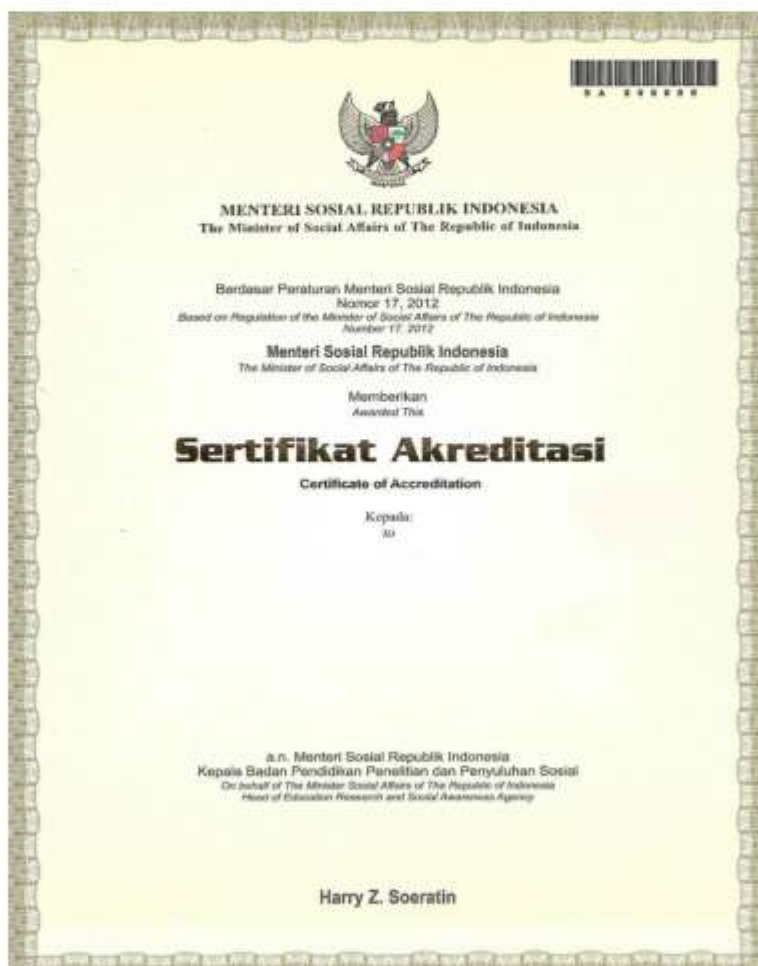 MENTERI SOSIAL REPUBLIK INDONESIA
The Minister of Social Affairs of The Republic of Indonesia
Berdasar Peraturan Menteri Sosial Republik Indonesia
Nomor 17, 2012
Based on Regulation of the Minister of Social Affairs of The Republic of Indonesia
Number 17. 2012
Menteri Sosial Republik Indonesia
The Minister of Social Affairs of The Republic of Indonesia
Memberikan
Awarded This
Sertifikat Akreditasi
Certificate of Accreditation
Kepada:
to
a.n. Menteri Sosial Republik Indonesia
Kepala Badan Pendidikan Penelitian dan Penyuluhan Sosial
On behalf of The Minister Social Affairs of The Republic of Indonesia
Head of Education Research and Social Awareness Agency
Harry Z. Soeratin